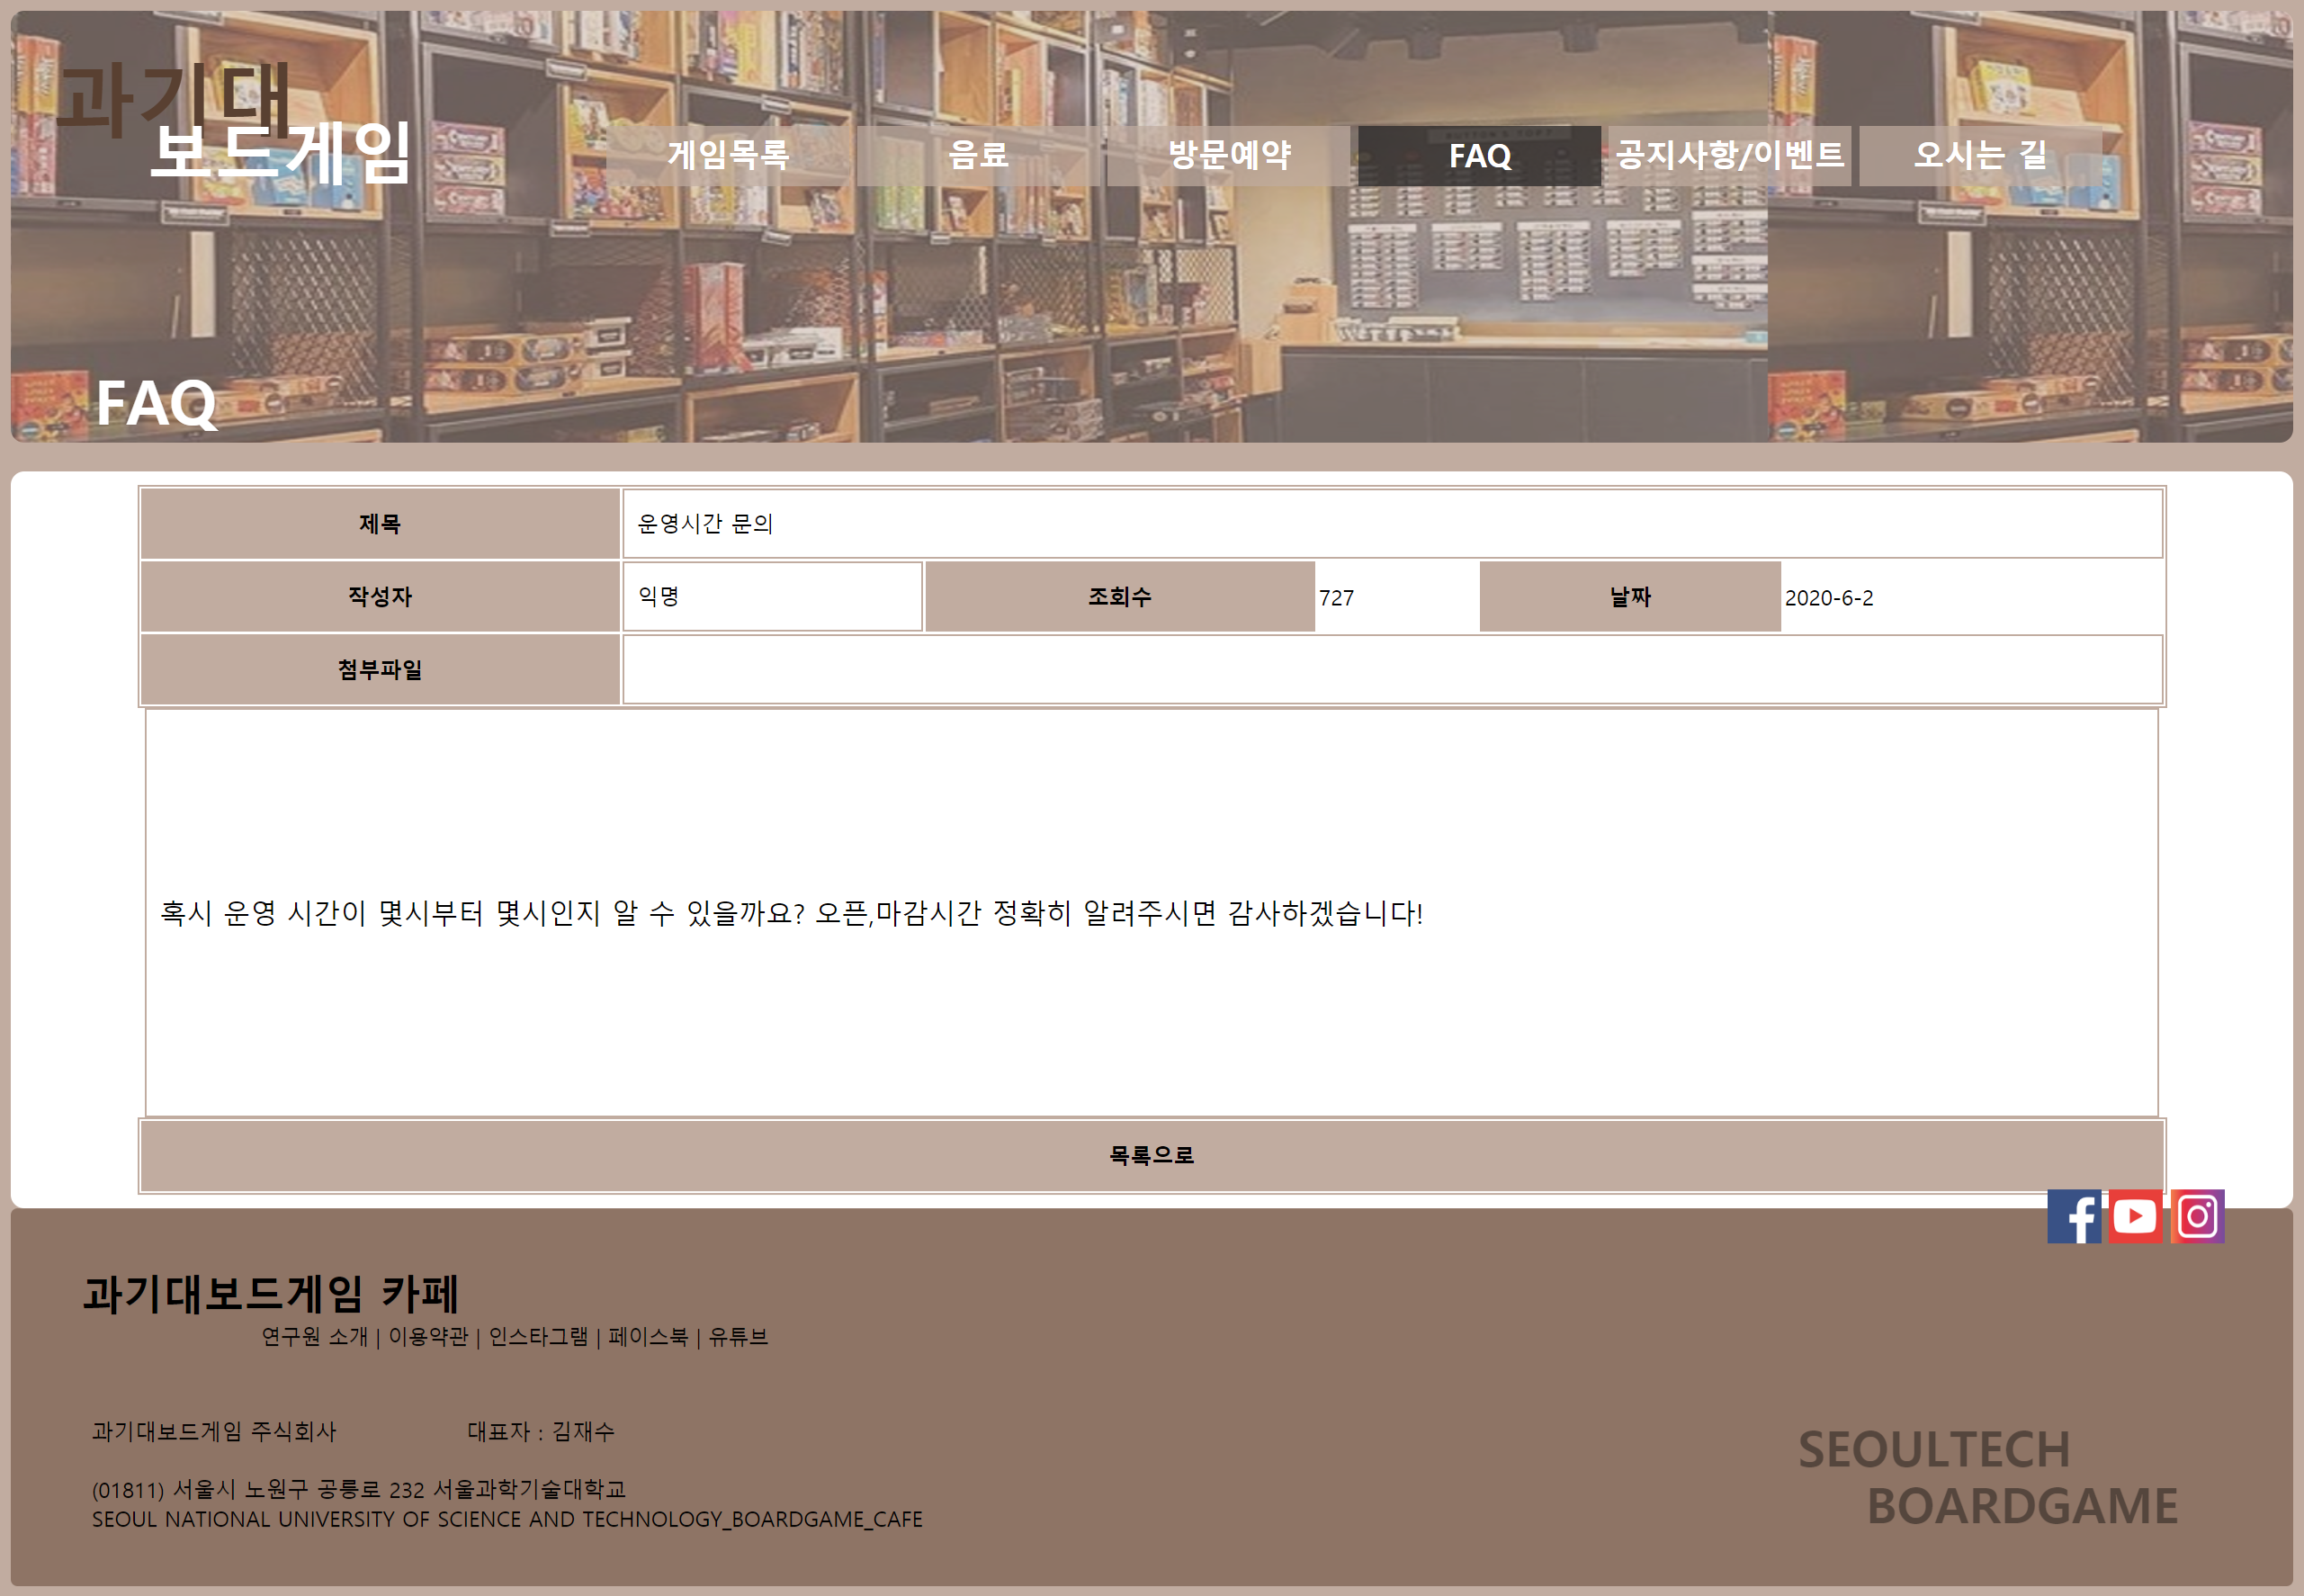 과기대
보드게임
게임목록 음료 방문예약 FAQ 공지사항/이벤트 오시는 길
FAQ
제목 운영시간 문의
작성자 익명 조회수 727 날짜 2020-6-2
첨부파일
혹시 운영 시간이 몇시부터 몇시인지 알 수 있을까요? 오픈,마감시간 정확히 알려주시면 감사하겠습니다!
목록으로
과기대보드게임 카페
연구원 소개 | 이용약관 | 인스타그램 | 페이스북 | 유튜브
과기대보드게임 주식회사 대표자 : 김재수
(01811) 서울시 노원구 공릉로 232 서울과학기술대학교
SEOUL NATIONAL UNIVERSITY OF SCIENCE AND TECHNOLOGY_BOARDGAME_CAFE
SEOULTECH
BOARDGAME